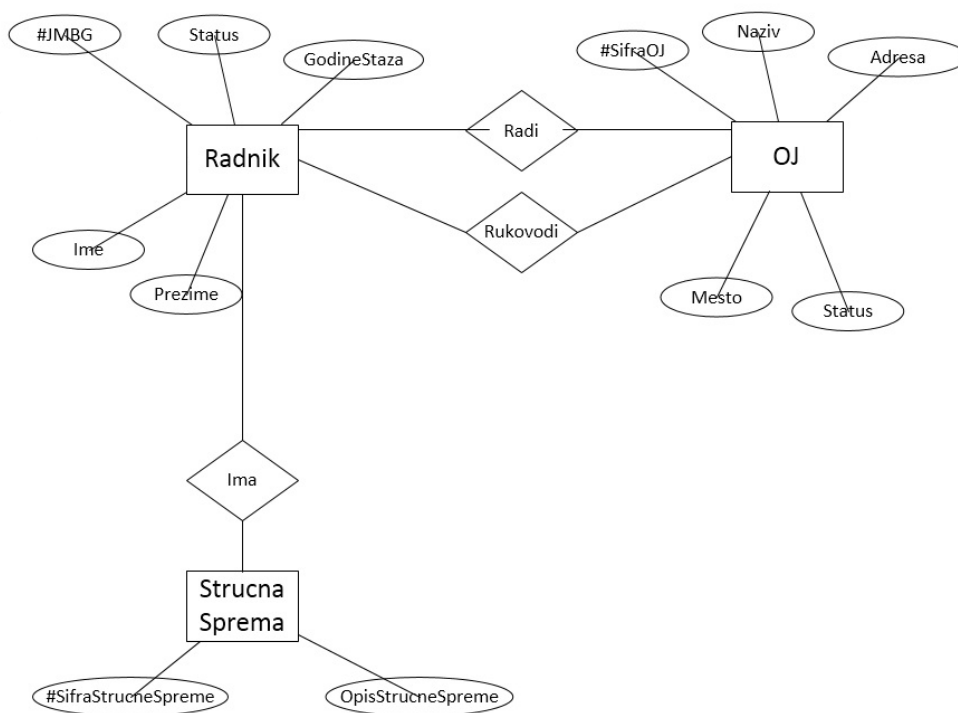 #JMBG
Status
GodineStaza
#SifraOJ
Naziv
Adresa
Radnik
Radi
OJ
Ime
Prezime
Rukovodi
Mesto
Status
Ima
Strucna
Sprema
#SifraStrucneSpreme
OpisStrucneSpreme